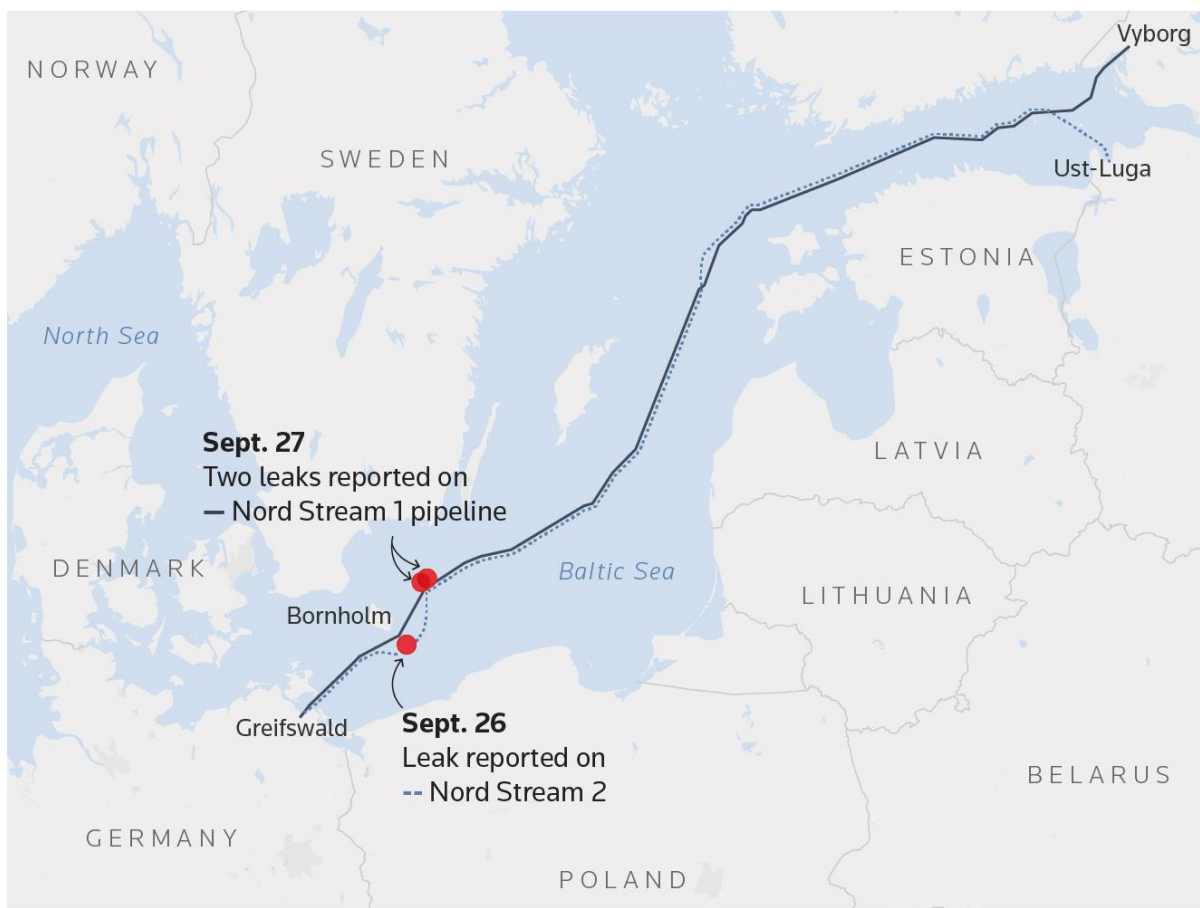 Vyborg
NORWAY
SWEDEN
Ust-Luga
ESTONIA
North Sea
Sept. 27
Two leaks reported on
Nord Stream 1 pipeline
LATVIA
DENMARK
Baltic Sea
LITHUANIA
Bornholm
Greifswald
Sept. 26
Leak reported on
Nord Stream 2
BELARUS
GERMANY
POLAND